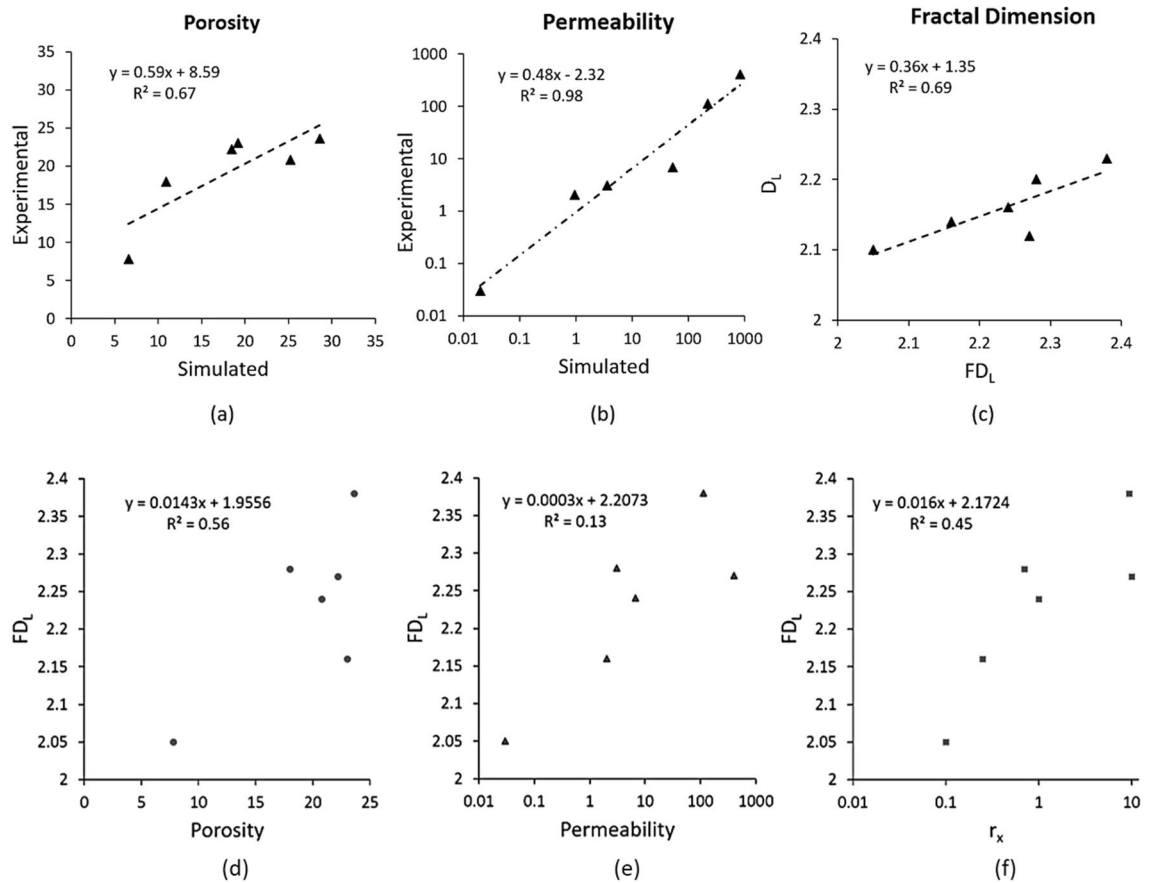 Porosity
35
30
25
20
15
10
5
0
y = 0.59x + 8.59
R² = 0.67
Experimental
0 5 10 15 20 25 30 35
Simulated
(a)
Permeability
1000
100
10
1
0.1
0.01
y = 0.48x - 2.32
R² = 0.98
Experimental
0.01 0.1 1 10 100 1000
Simulated
(b)
Fractal Dimension
2.4
2.3
2.2
2.1
2
y = 0.36x + 1.35
R² = 0.69
D_L
2 2.1 2.2 2.3 2.4
FD_L
(c)
2.4
2.35
2.3
2.25
2.2
2.15
2.1
2.05
2
y = 0.0143x + 1.9556
R² = 0.56
FD_L
0 5 10 15 20 25
Porosity
(d)
2.4
2.35
2.3
2.25
2.2
2.15
2.1
2.05
2
y = 0.0003x + 2.2073
R² = 0.13
FD_L
0.01 0.1 1 10 100 1000
Permeability
(e)
2.4
2.35
2.3
2.25
2.2
2.15
2.1
2.05
2
y = 0.016x + 2.1724
R² = 0.45
FD_L
0.01 0.1 1 10
r_x
(f)